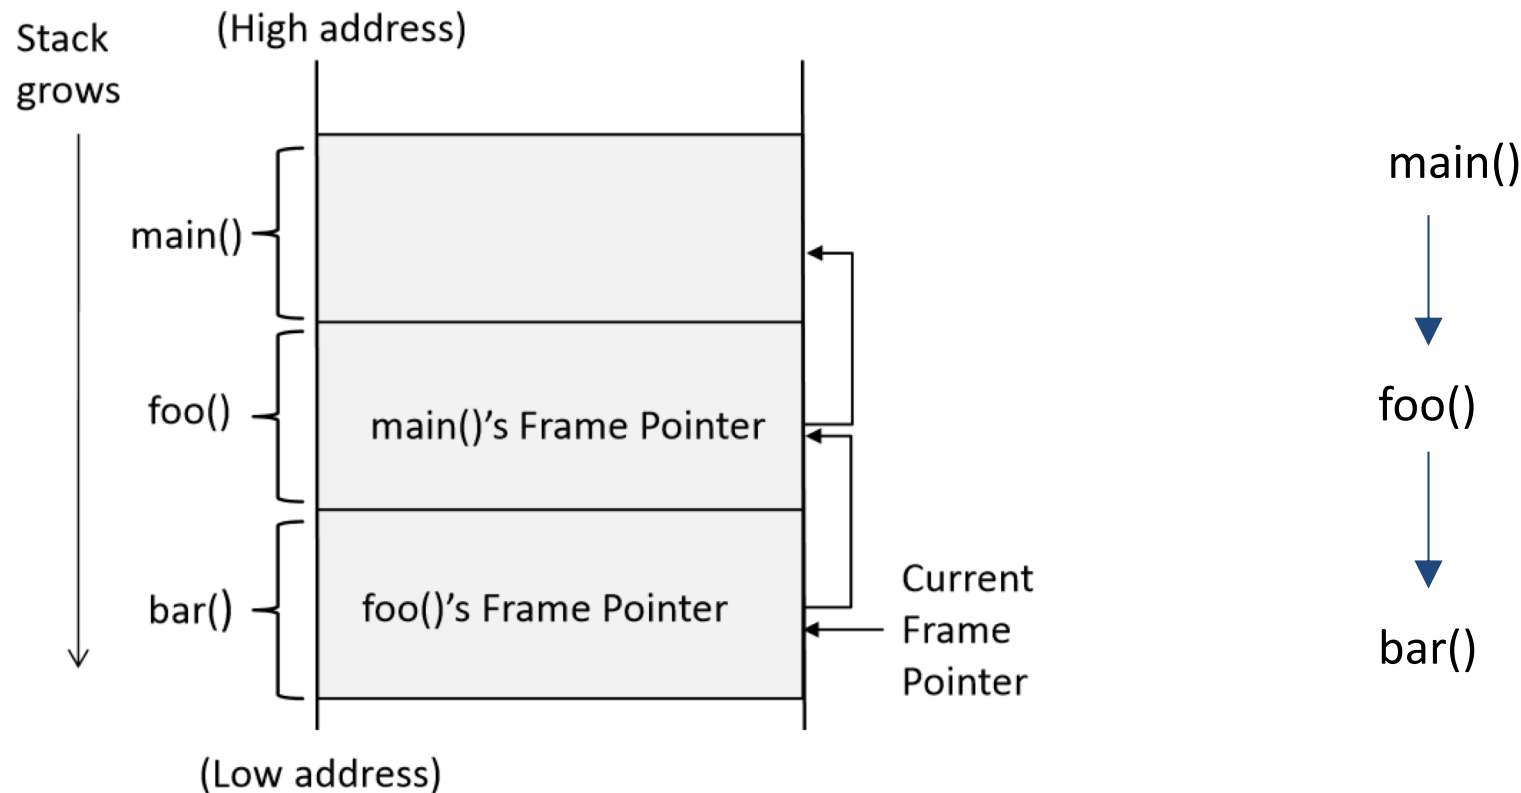 Stack
grows
(High address)
main()
foo()
main()’s Frame Pointer
bar()
foo()’s Frame Pointer
Current
Frame
Pointer
(Low address)
main()
foo()
bar()